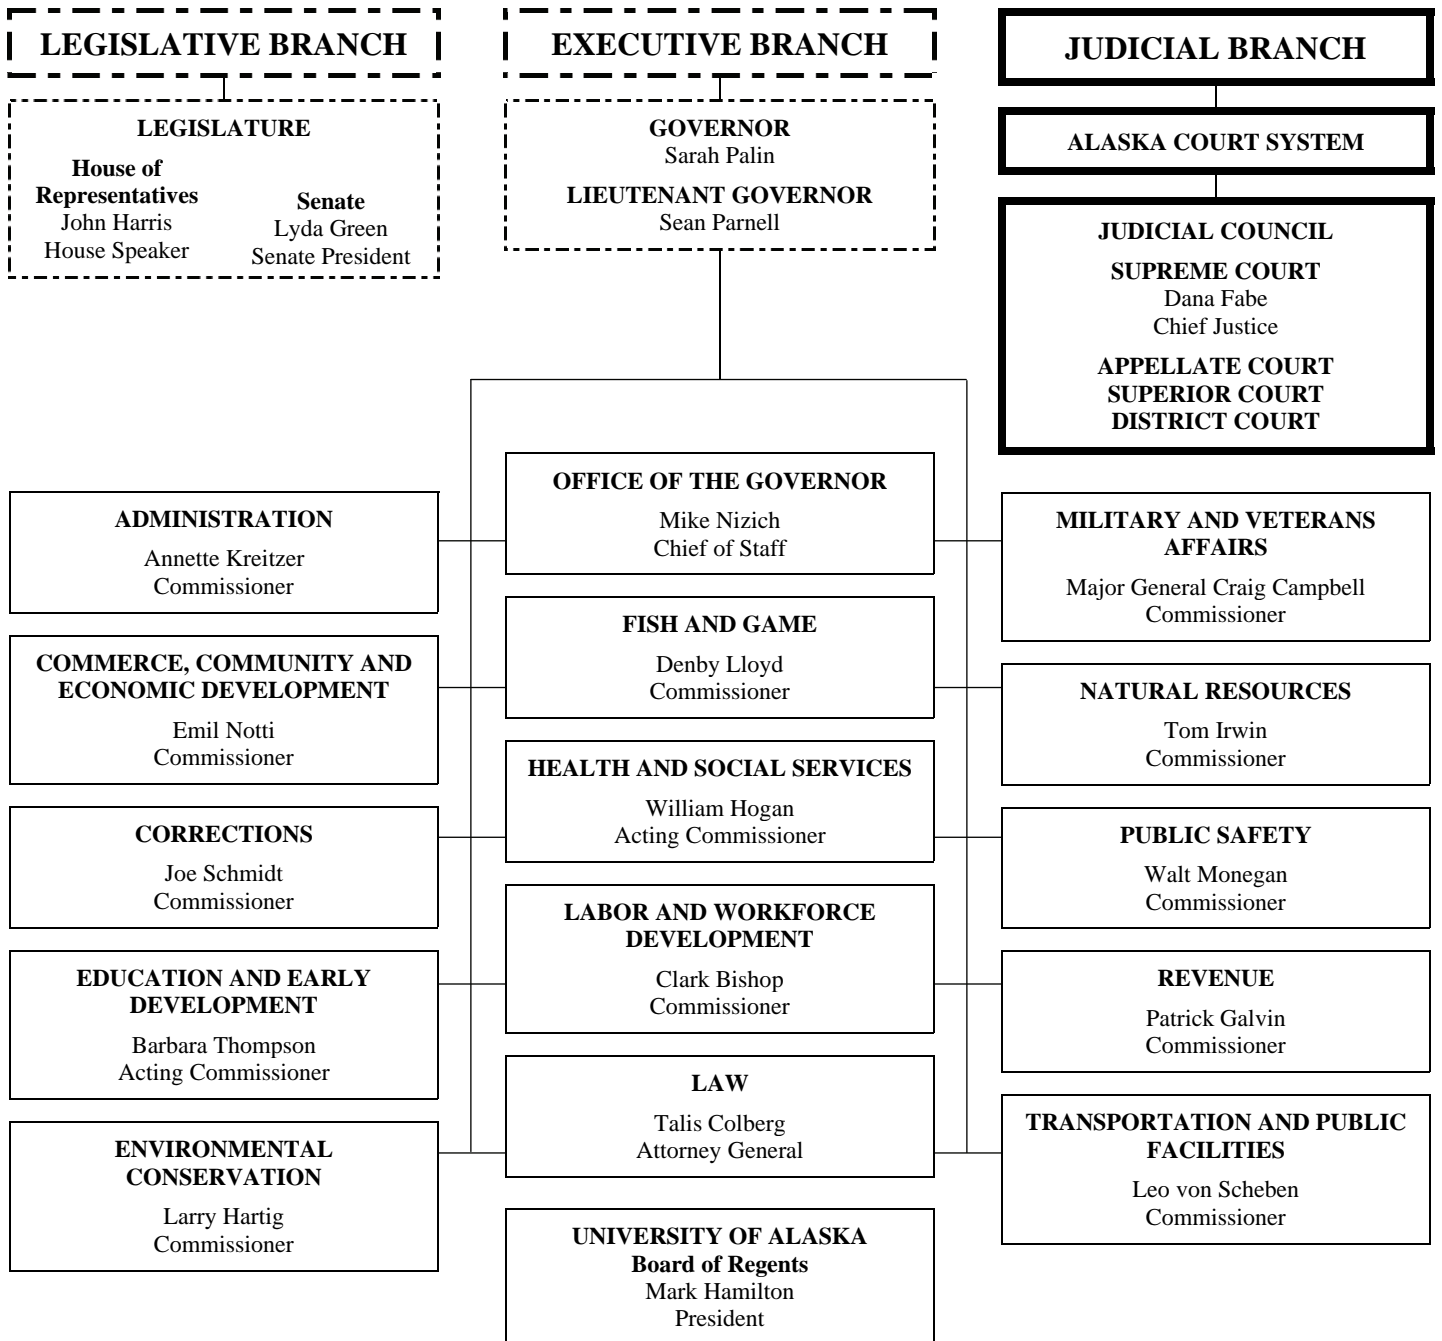 LEGISLATIVE BRANCH
EXECUTIVE BRANCH
JUDICIAL BRANCH
LEGISLATURE
House of
Representatives
John Harris
House Speaker
Senate
Lyda Green
Senate President
GOVERNOR
Sarah Palin
LIEUTENANT GOVERNOR
Sean Parnell
ALASKA COURT SYSTEM
JUDICIAL COUNCIL
SUPREME COURT
Dana Fabe
Chief Justice
APPELLATE COURT
SUPERIOR COURT
DISTRICT COURT
ADMINISTRATION
Annette Kreitzer
Commissioner
COMMERCE, COMMUNITY AND
ECONOMIC DEVELOPMENT
Emil Notti
Commissioner
CORRECTIONS
Joe Schmidt
Commissioner
EDUCATION AND EARLY
DEVELOPMENT
Barbara Thompson
Acting Commissioner
ENVIRONMENTAL
CONSERVATION
Larry Hartig
Commissioner
OFFICE OF THE GOVERNOR
Mike Nizich
Chief of Staff
FISH AND GAME
Denby Lloyd
Commissioner
HEALTH AND SOCIAL SERVICES
William Hogan
Acting Commissioner
LABOR AND WORKFORCE
DEVELOPMENT
Clark Bishop
Commissioner
LAW
Talis Colberg
Attorney General
UNIVERSITY OF ALASKA
Board of Regents
Mark Hamilton
President
MILITARY AND VETERANS
AFFAIRS
Major General Craig Campbell
Commissioner
NATURAL RESOURCES
Tom Irwin
Commissioner
PUBLIC SAFETY
Walt Monegan
Commissioner
REVENUE
Patrick Galvin
Commissioner
TRANSPORTATION AND PUBLIC
FACILITIES
Leo von Scheben
Commissioner